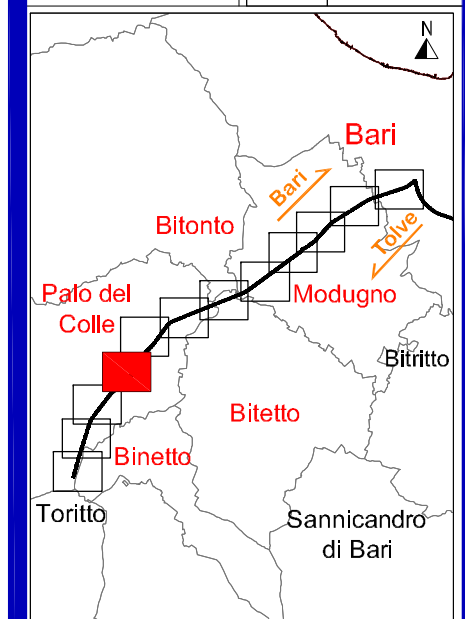 N
Bari
Bari
Tolve
Bitonto
Palo del
Colle
Modugno
Bitritto
Bitetto
Binetto
Toritto
Sannicandro
di Bari